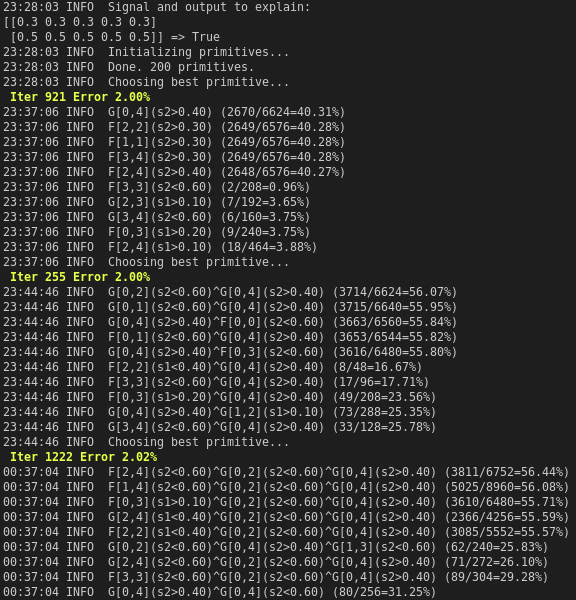 23:28:03 INFO  Signal and output to explain:
[[0.3 0.3 0.3 0.3 0.3]
 [0.5 0.5 0.5 0.5 0.5]] => True
23:28:03 INFO  Initializing primitives...
23:28:03 INFO  Done. 200 primitives.
23:28:03 INFO  Choosing best primitive...
 Iter 921 Error 2.00%
23:37:06 INFO  G[0,4](s2>0.40) (2670/6624=40.31%)
23:37:06 INFO  F[2,2](s2>0.30) (2649/6576=40.28%)
23:37:06 INFO  F[1,1](s2>0.30) (2649/6576=40.28%)
23:37:06 INFO  F[3,4](s2>0.30) (2649/6576=40.28%)
23:37:06 INFO  F[2,4](s2>0.40) (2648/6576=40.27%)
23:37:06 INFO  F[3,3](s2<0.60) (2/208=0.96%)
23:37:06 INFO  G[2,3](s1>0.10) (7/192=3.65%)
23:37:06 INFO  G[3,4](s2<0.60) (6/160=3.75%)
23:37:06 INFO  F[0,3](s1>0.20) (9/240=3.75%)
23:37:06 INFO  F[2,4](s1>0.10) (18/464=3.88%)
23:37:06 INFO  Choosing best primitive...
 Iter 255 Error 2.00%
23:44:46 INFO  G[0,2](s2<0.60)^G[0,4](s2>0.40) (3714/6624=56.07%)
23:44:46 INFO  G[0,1](s2<0.60)^G[0,4](s2>0.40) (3715/6640=55.95%)
23:44:46 INFO  G[0,4](s2>0.40)^F[0,0](s2<0.60) (3663/6560=55.84%)
23:44:46 INFO  F[0,1](s2<0.60)^G[0,4](s2>0.40) (3653/6544=55.82%)
23:44:46 INFO  G[0,4](s2>0.40)^F[0,3](s2<0.60) (3616/6480=55.80%)
23:44:46 INFO  F[2,2](s1<0.40)^G[0,4](s2>0.40) (8/48=16.67%)
23:44:46 INFO  F[3,3](s2<0.60)^G[0,4](s2>0.40) (17/96=17.71%)
23:44:46 INFO  F[0,3](s1>0.20)^G[0,4](s2>0.40) (49/208=23.56%)
23:44:46 INFO  G[0,4](s2>0.40)^G[1,2](s1>0.10) (73/288=25.35%)
23:44:46 INFO  G[3,4](s2<0.60)^G[0,4](s2>0.40) (33/128=25.78%)
23:44:46 INFO  Choosing best primitive...
 Iter 1222 Error 2.02%
00:37:04 INFO  F[2,4](s2<0.60)^G[0,2](s2<0.60)^G[0,4](s2>0.40) (3811/6752=56.44%)
00:37:04 INFO  F[1,4](s2<0.60)^G[0,2](s2<0.60)^G[0,4](s2>0.40) (5025/8960=56.08%)
00:37:04 INFO  F[0,3](s1>0.10)^G[0,2](s2<0.60)^G[0,4](s2>0.40) (3610/6480=55.71%)
00:37:04 INFO  G[2,4](s1<0.40)^G[0,2](s2<0.60)^G[0,4](s2>0.40) (2366/4256=55.59%)
00:37:04 INFO  F[2,2](s1<0.40)^G[0,2](s2<0.60)^G[0,4](s2>0.40) (3085/5552=55.57%)
00:37:04 INFO  G[0,2](s2<0.60)^G[0,4](s2>0.40)^G[1,3](s2<0.60) (62/240=25.83%)
00:37:04 INFO  G[2,4](s2<0.60)^G[0,2](s2<0.60)^G[0,4](s2>0.40) (71/272=26.10%)
00:37:04 INFO  F[3,3](s2<0.60)^G[0,2](s2<0.60)^G[0,4](s2>0.40) (89/304=29.28%)
00:37:04 INFO  G[0,4](s2>0.40)^G[0,4](s2<0.60) (80/256=31.25%)